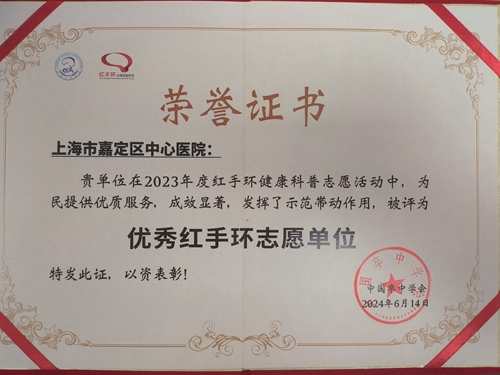 红手环
荣誉证书
上海市嘉定区中心医院：
贵单位在2023年度红手环健康科普志愿活动中，为
民提供优质服务，成效显著，发挥了示范带动作用，被评为
优秀红手环志愿单位
特发此证，以资表彰！
中国卒中学会
2024年6月14日